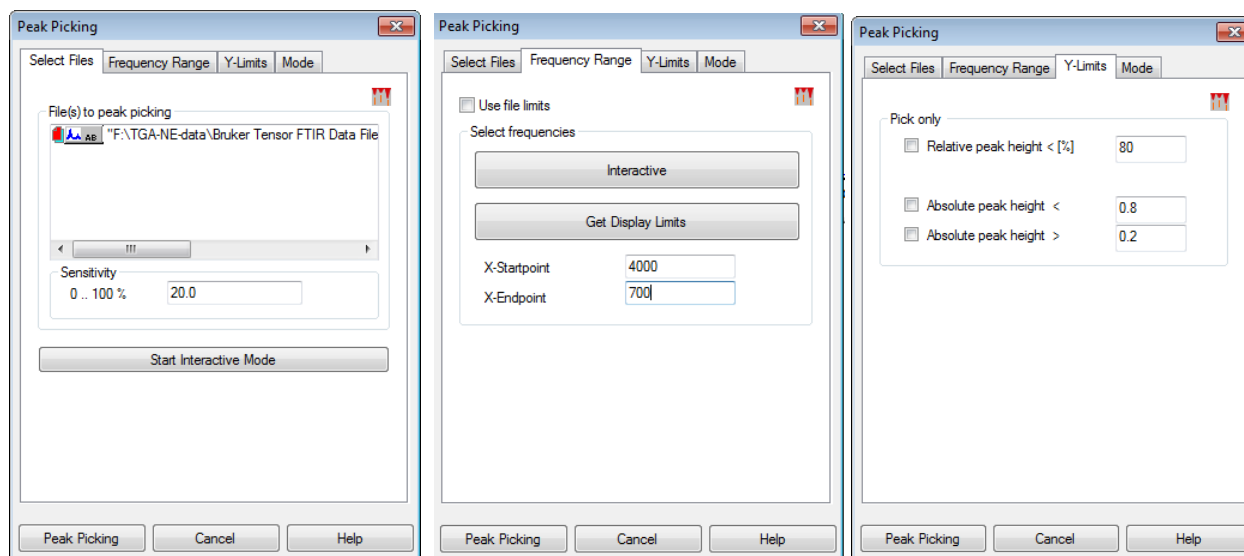 Peak Picking
Select Files Frequency Range Y-Limits Mode
File(s) to peak picking
AB "F:\TGA-NE-data\Bruker Tensor FTIR Data File
Sensitivity
0 .. 100 % 20.0
Start Interactive Mode
Peak Picking Cancel Help
Peak Picking
Select Files Frequency Range Y-Limits Mode
Use file limits
Select frequencies
Interactive
Get Display Limits
X-Startpoint 4000
X-Endpoint 700
Peak Picking Cancel Help
Peak Picking
Select Files Frequency Range Y-Limits Mode
Pick only
Relative peak height < [%] 80
Absolute peak height < 0.8
Absolute peak height > 0.2
Peak Picking Cancel Help